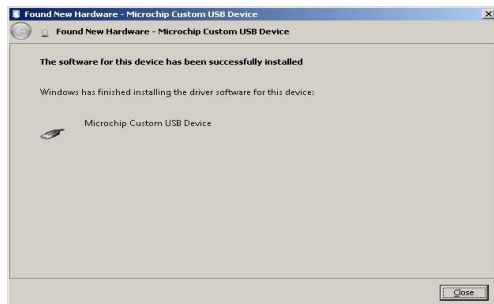 Found New Hardware - Microchip Custom USB Device
Found New Hardware - Microchip Custom USB Device
The software for this device has been successfully installed
Windows has finished installing the driver software for this device:
Microchip Custom USB Device
Close